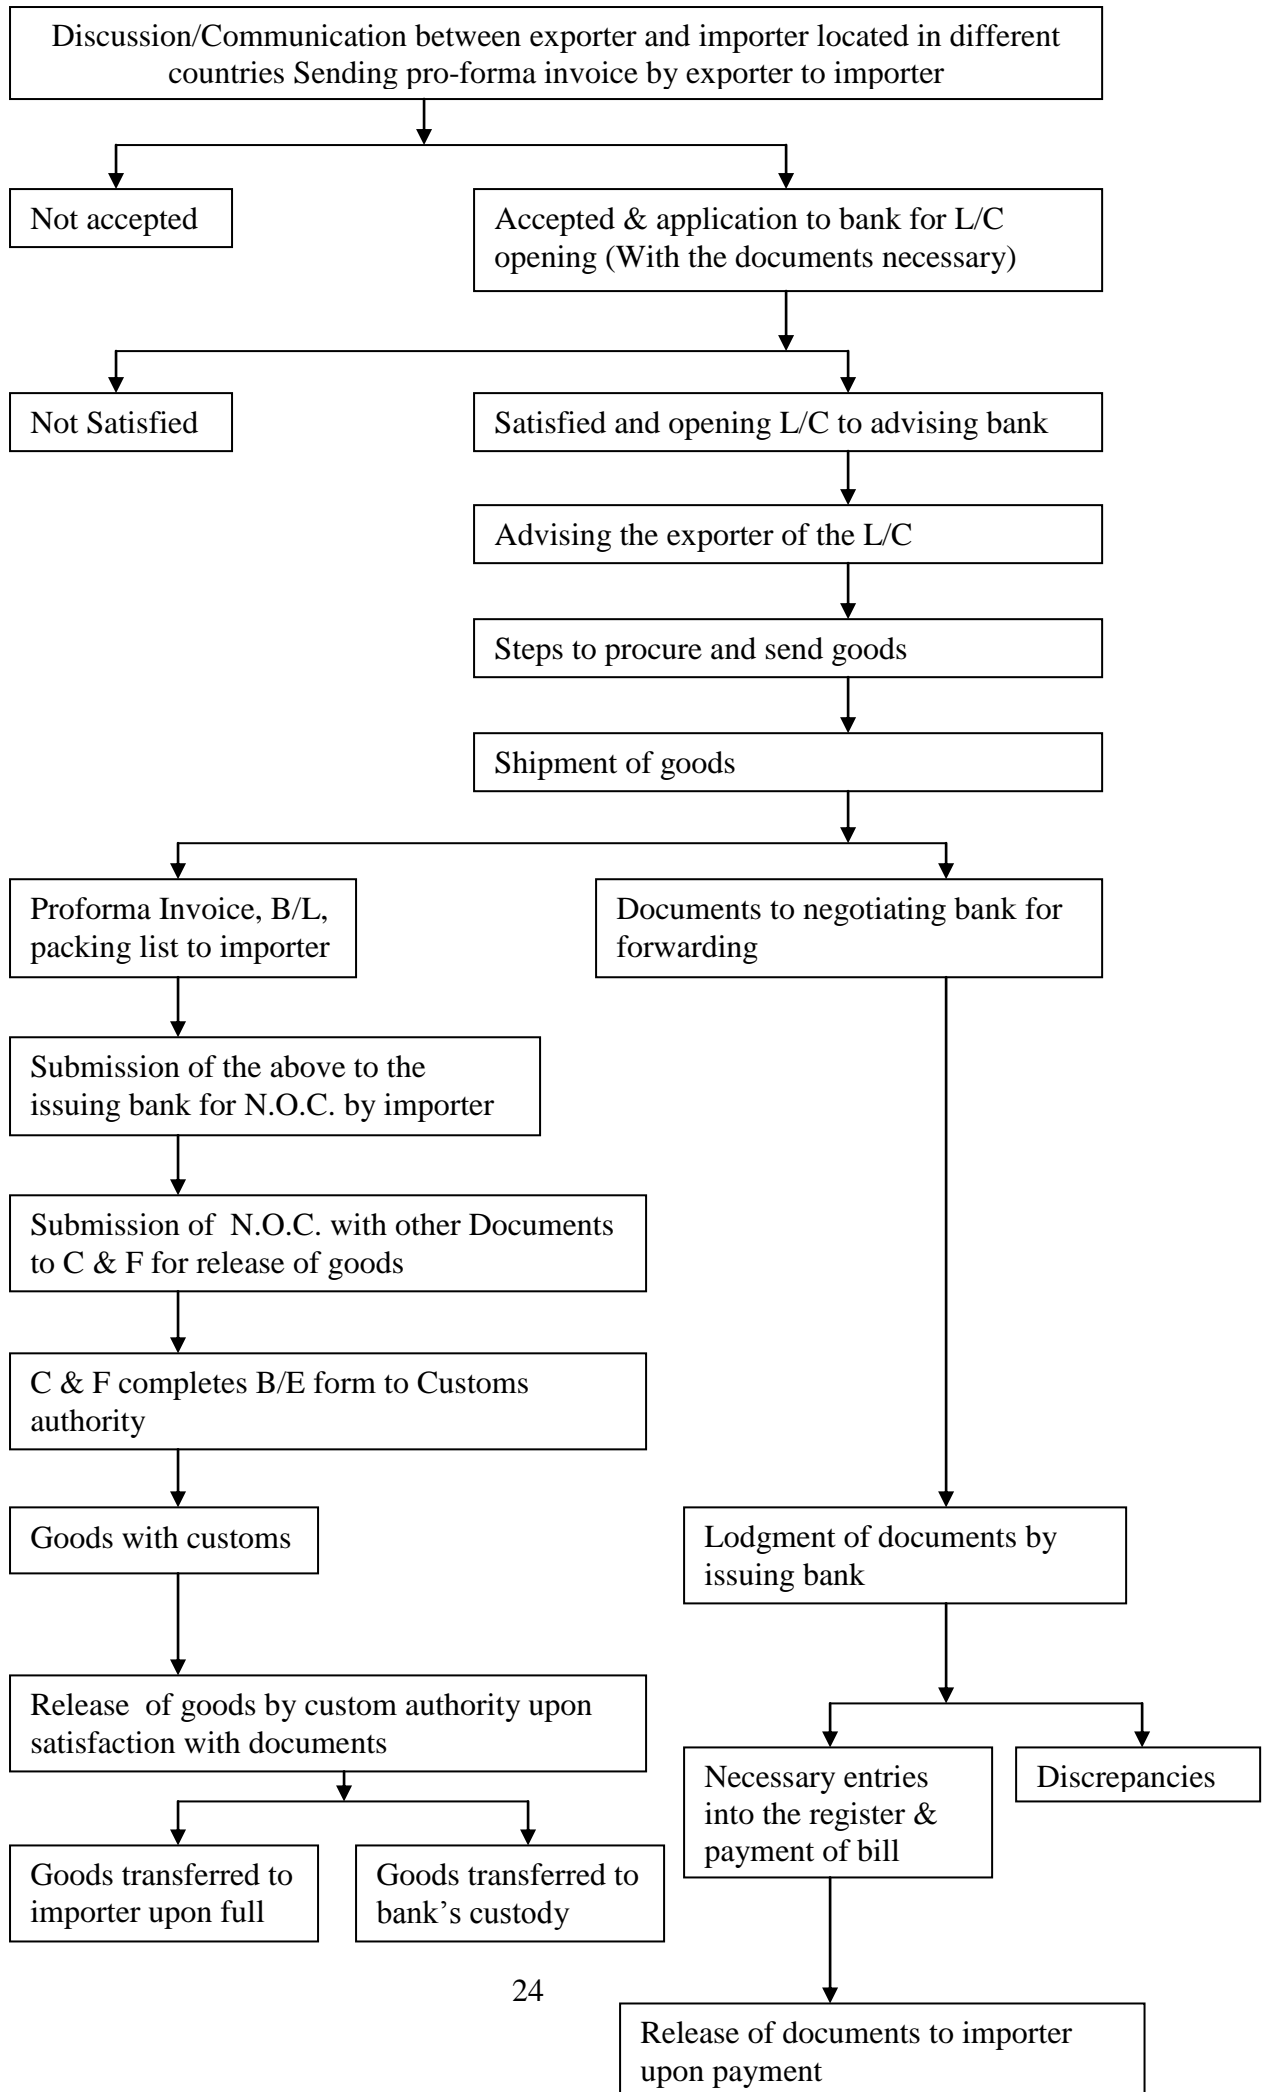 Discussion/Communication between exporter and importer located in different
countries Sending pro-forma invoice by exporter to importer
Not accepted
Accepted & application to bank for L/C
opening (With the documents necessary)
Not Satisfied
Satisfied and opening L/C to advising bank
Advising the exporter of the L/C
Steps to procure and send goods
Shipment of goods
Proforma Invoice, B/L,
packing list to importer
Documents to negotiating bank for
forwarding
Submission of the above to the
issuing bank for N.O.C. by importer
Submission of  N.O.C. with other Documents
to C & F for release of goods
C & F completes B/E form to Customs
authority
Goods with customs
Lodgment of documents by
issuing bank
Release  of goods by custom authority upon
satisfaction with documents
Necessary entries
into the register &
payment of bill
Discrepancies
Goods transferred to
importer upon full
Goods transferred to
bank’s custody
24
Release of documents to importer
upon payment